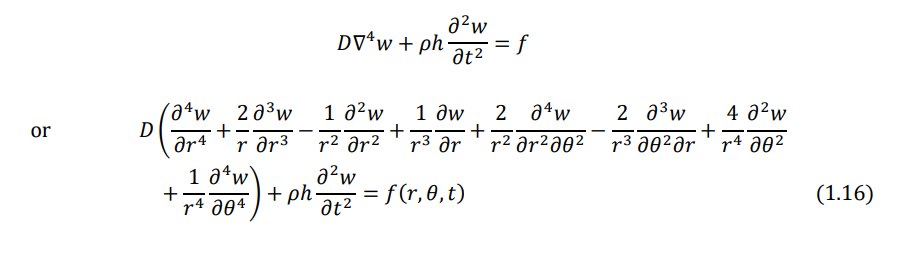 D∇⁴w + ρh ∂²w/∂t² = f
or D(∂⁴w/∂r⁴ + 2/r ∂³w/∂r³ − 1/r² ∂²w/∂r² + 1/r³ ∂w/∂r + 2/r² ∂⁴w/∂r²∂θ² − 2/r³ ∂³w/∂θ²∂r + 4/r⁴ ∂²w/∂θ²
+ 1/r⁴ ∂⁴w/∂θ⁴) + ρh ∂²w/∂t² = f(r, θ, t) (1.16)